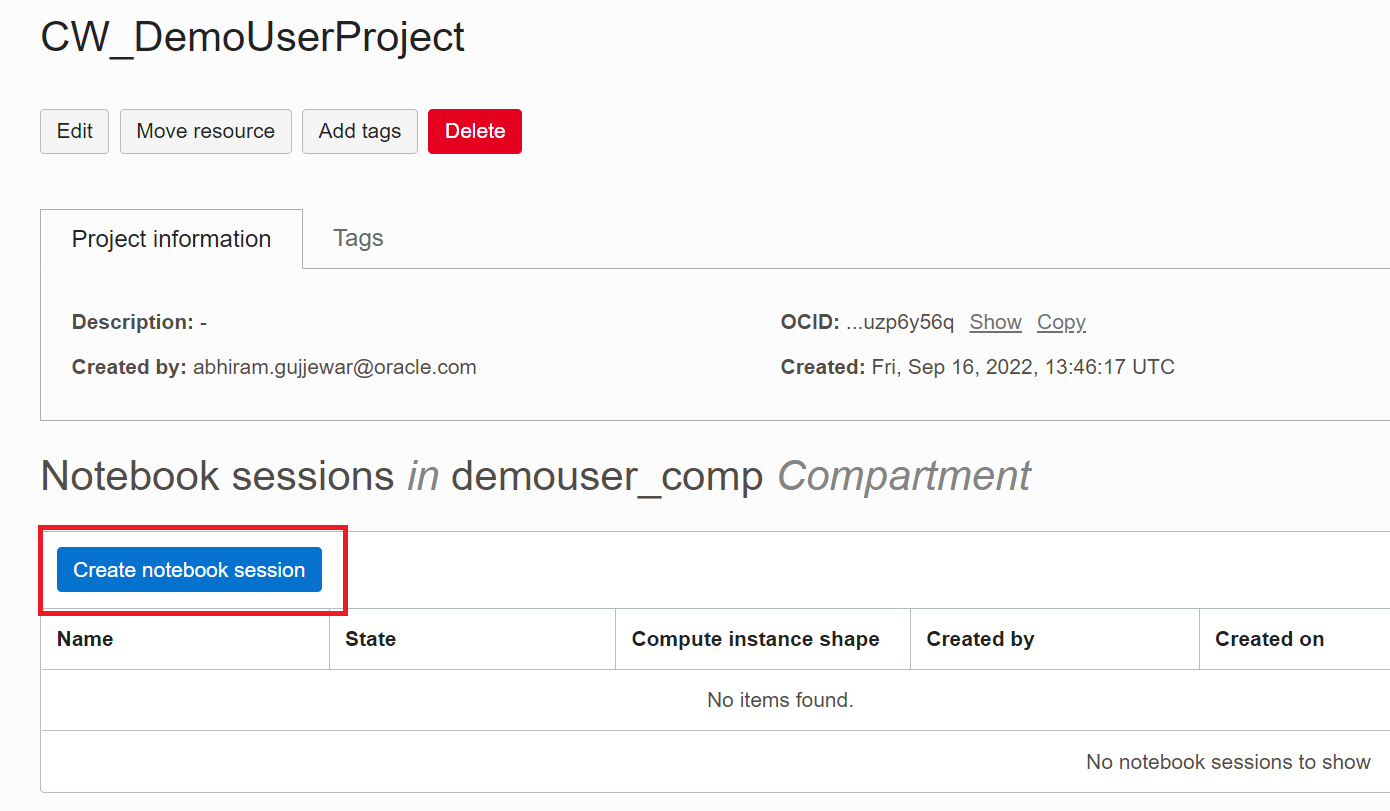 CW_DemoUserProject
Edit Move resource Add tags Delete
Project information Tags
Description: - OCID: ...uzp6y56q Show Copy
Created by: abhiram.gujjewar@oracle.com Created: Fri, Sep 16, 2022, 13:46:17 UTC
Notebook sessions in demouser_comp Compartment
Create notebook session
Name State Compute instance shape Created by Created on
No items found.
No notebook sessions to show